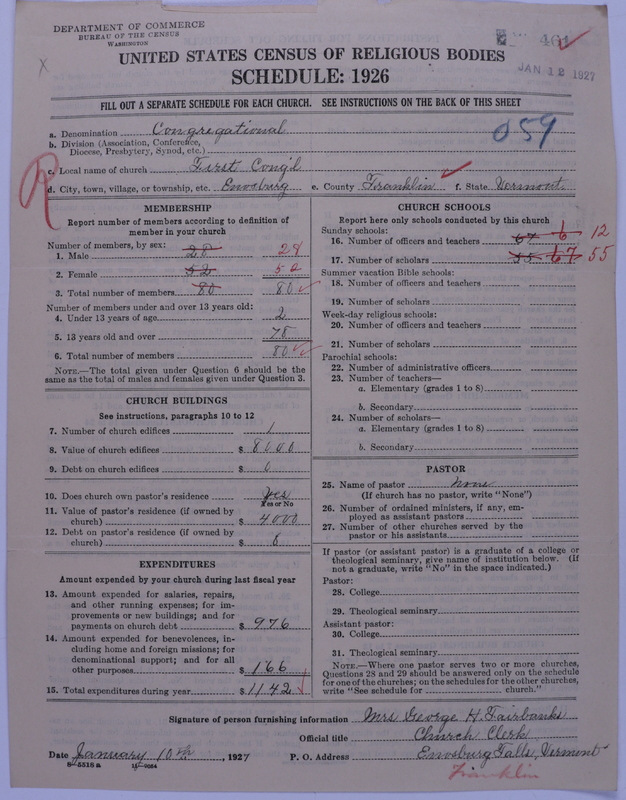 DEPARTMENT OF COMMERCE
BUREAU OF THE CENSUS
WASHINGTON
461
JAN 12 1927
X
UNITED STATES CENSUS OF RELIGIOUS BODIES
SCHEDULE: 1926
FILL OUT A SEPARATE SCHEDULE FOR EACH CHURCH. SEE INSTRUCTIONS ON THE BACK OF THIS SHEET
a. Denomination Congregational
059
b. Division (Association, Conference,
Diocese, Presbytery, Synod, etc.)
R
c. Local name of church First Cong'l
d. City, town, village, or township, etc. Enosburg e. County Franklin f. State Vermont
MEMBERSHIP
Report number of members according to definition of
member in your church
Number of members, by sex:
1. Male 28 28
2. Female 52 52
3. Total number of members 80 80
Number of members under and over 13 years old:
4. Under 13 years of age 2
5. 13 years old and over 78
6. Total number of members 80
NOTE.—The total given under Question 6 should be
same as the total of males and females given under Question 3.
CHURCH BUILDINGS
See instructions, paragraphs 10 to 12
7. Number of church edifices 1
8. Value of church edifices $ 8000
9. Debt on church edifices $ 0
10. Does church own pastor's residence Yes
Yes or No
11. Value of pastor's residence (if owned by
church) $ 4000
12. Debt on pastor's residence (if owned by
church) $ 0
EXPENDITURES
Amount expended by your church during last fiscal year
13. Amount expended for salaries, repairs,
and other running expenses; for im-
provements or new buildings; and for
payments on church debt $ 976
14. Amount expended for benevolences, in-
cluding home and foreign missions; for
denominational support; and for all
other purposes $ 166
15. Total expenditures during year $ 1142
CHURCH SCHOOLS
Report here only schools conducted by this church
Sunday schools:
16. Number of officers and teachers 67 6 12
17. Number of scholars 55 67 55
Summer vacation Bible schools:
18. Number of officers and teachers
19. Number of scholars
Week-day religious schools:
20. Number of officers and teachers
21. Number of scholars
Parochial schools:
22. Number of administrative officers
23. Number of teachers—
a. Elementary (grades 1 to 8)
b. Secondary
24. Number of scholars—
a. Elementary (grades 1 to 8)
b. Secondary
PASTOR
25. Name of pastor None
(If church has no pastor, write "None")
26. Number of ordained ministers, if any, em-
ployed as assistant pastors
27. Number of other churches served by the
pastor or his assistants
If pastor (or assistant pastor) is a graduate of a college or
theological seminary, give name of institution below. (If
not a graduate, write "No" in the space indicated.)
Pastor:
28. College
29. Theological seminary
Assistant pastor:
30. College
31. Theological seminary
NOTE.—Where one pastor serves two or more churches,
Questions 28 and 29 should be answered only on the schedule
for one of the churches; on the schedules for the other churches,
write "See schedule for church."
Signature of person furnishing information Mrs George H. Fairbanks
Official title Church Clerk
Date January 10th, 1927 P. O. Address Enosburg Falls, Vermont
8-5518a 11-9054
Franklin